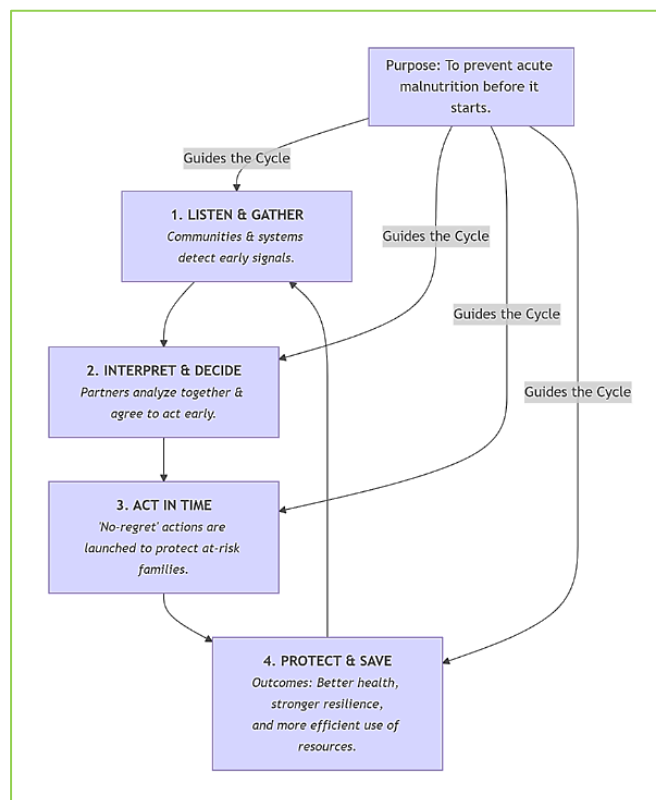 Purpose: To prevent acute
malnutrition before it
starts.
Guides the Cycle
1. LISTEN & GATHER
Communities & systems
detect early signals.
Guides the Cycle
Guides the Cycle
2. INTERPRET & DECIDE
Partners analyze together &
agree to act early.
Guides the Cycle
3. ACT IN TIME
'No-regret' actions are
launched to protect at-risk
families.
4. PROTECT & SAVE
Outcomes: Better health,
stronger resilience,
and more efficient use of
resources.